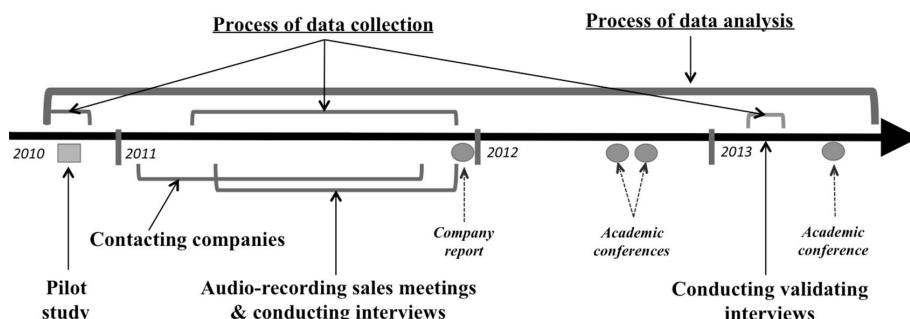 Process of data collection
Process of data analysis
2010
2011
2012
2013
Contacting companies
Company
report
Academic
conferences
Academic
conference
Pilot
study
Audio-recording sales meetings
& conducting interviews
Conducting validating
interviews